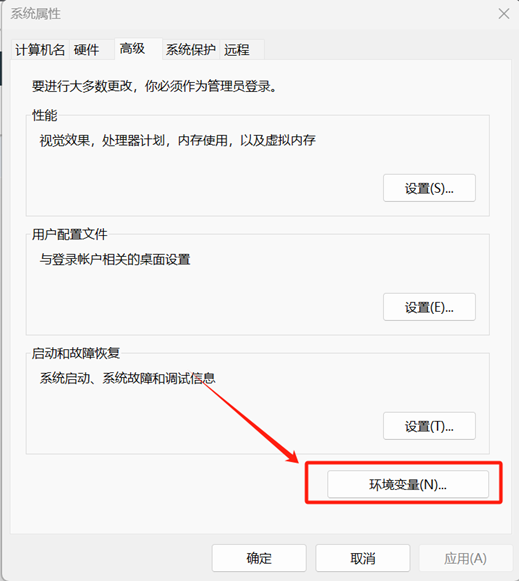 系统属性
计算机名 硬件 高级 系统保护 远程
要进行大多数更改，你必须作为管理员登录。
性能
视觉效果，处理器计划，内存使用，以及虚拟内存
设置(S)...
用户配置文件
与登录帐户相关的桌面设置
设置(E)...
启动和故障恢复
系统启动、系统故障和调试信息
设置(T)...
环境变量(N)...
确定 取消 应用(A)